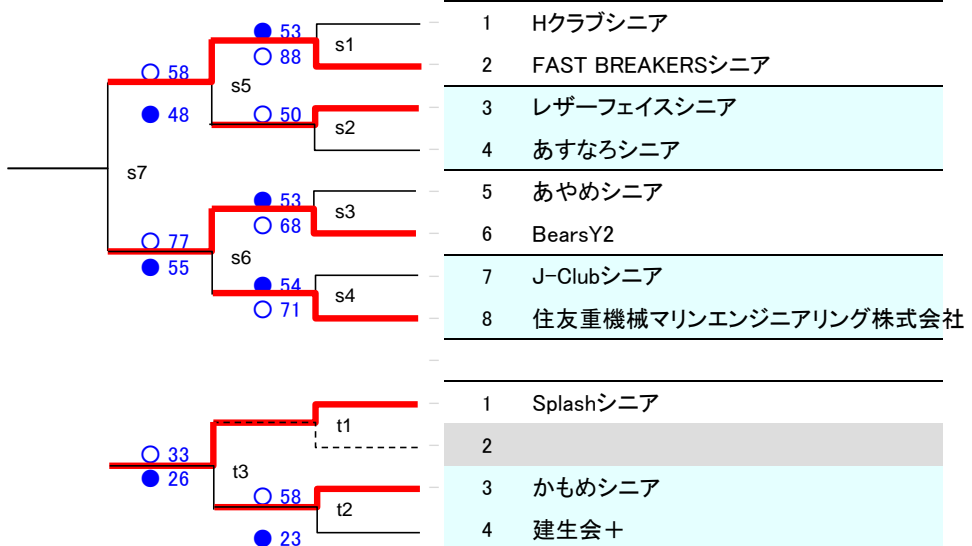 ● 53 s1 1 Hクラブシニア
○ 88 2 FAST BREAKERSシニア
○ 58 s5
● 48 ○ 50 s2 3 レザーフェイスシニア
4 あすなろシニア
s7
● 53 s3 5 あやめシニア
○ 68 6 BearsY2
○ 77 s6
● 55 ● 54 s4 7 J-Clubシニア
○ 71 8 住友重機械マリンエンジニアリング株式会社
t1 1 Splashシニア
2
○ 33 t3
● 26 ○ 58 t2 3 かもめシニア
● 23 4 建生会＋